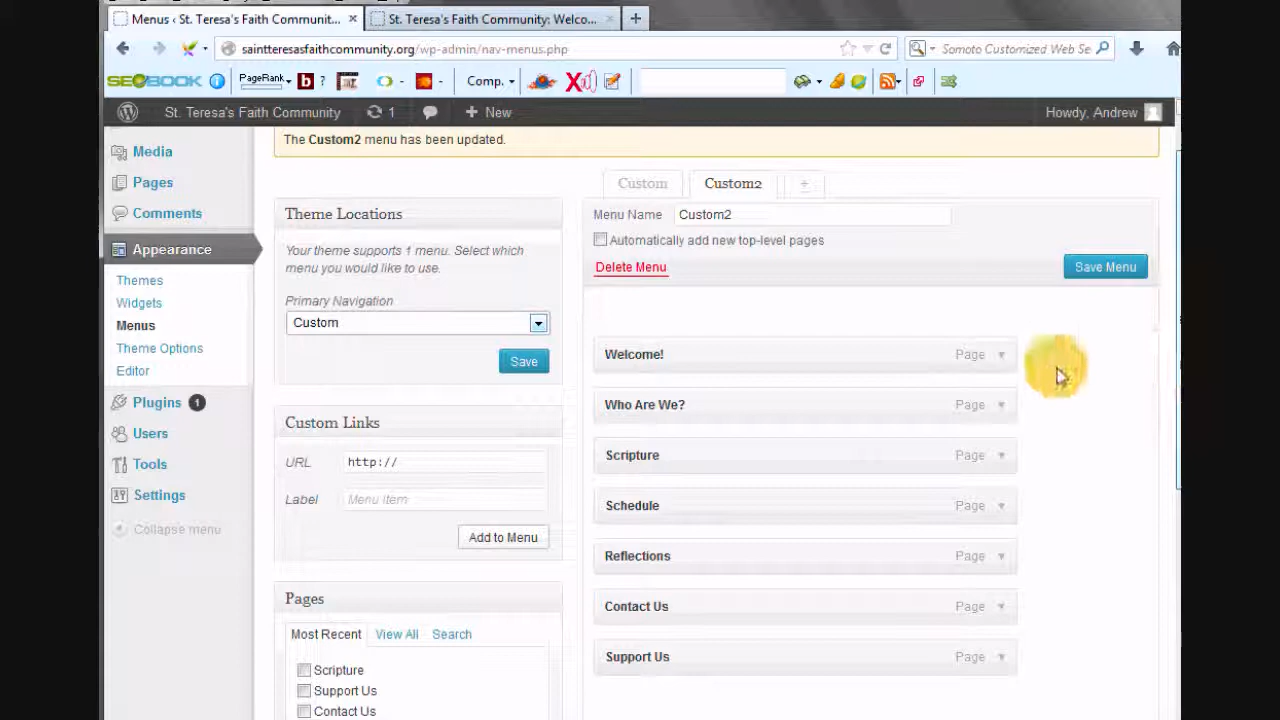 Menus ‹ St. Teresa's Faith Communit...
St. Teresa's Faith Community: Welco...
saintteresasfaithcommunity.org/wp-admin/nav-menus.php
Somoto Customized Web Se
SEOBOOK
PageRank
b ?
Comp.
St. Teresa's Faith Community
1
New
Howdy, Andrew
Media
Pages
Comments
Appearance
Themes
Widgets
Menus
Theme Options
Editor
Plugins 1
Users
Tools
Settings
Collapse menu
The Custom2 menu has been updated.
Custom
Custom2
+
Theme Locations
Your theme supports 1 menu. Select which
menu you would like to use.
Primary Navigation
Custom
Save
Custom Links
URL http://
Label Menu Item
Add to Menu
Pages
Most Recent View All Search
Scripture
Support Us
Contact Us
Menu Name Custom2
Automatically add new top-level pages
Delete Menu
Save Menu
Welcome! Page
Who Are We? Page
Scripture Page
Schedule Page
Reflections Page
Contact Us Page
Support Us Page